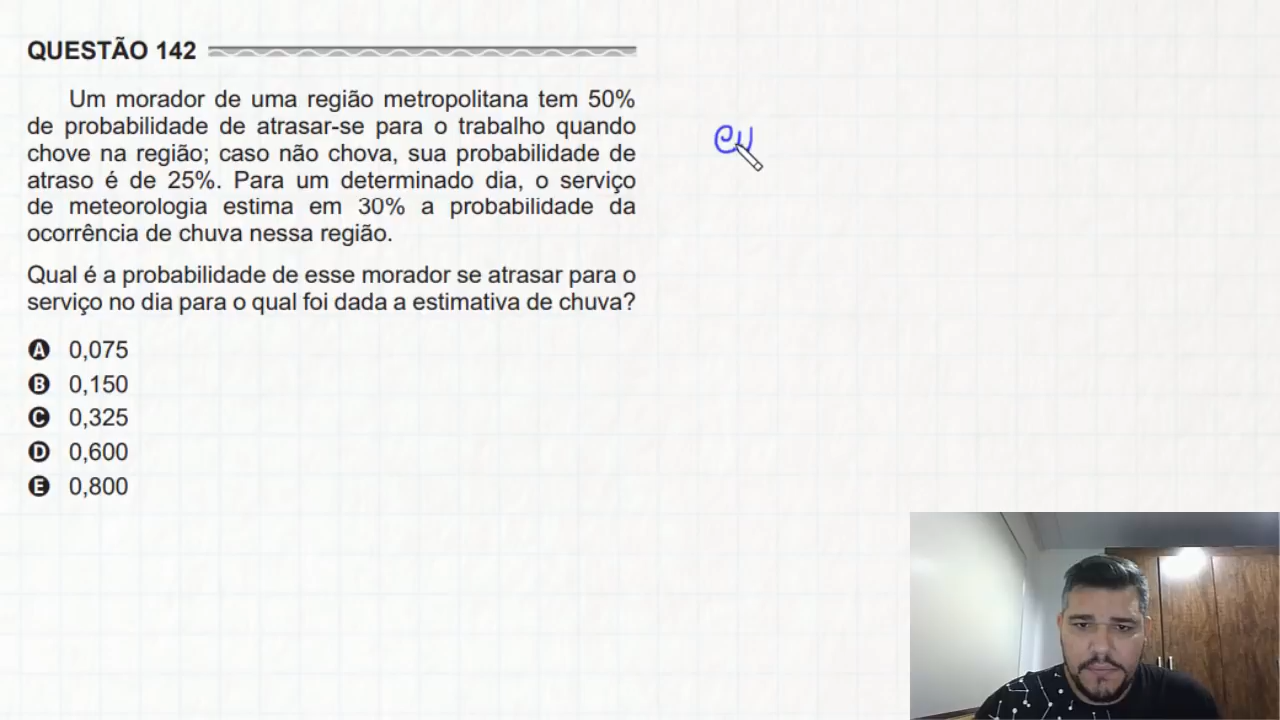 QUESTÃO 142
Um morador de uma região metropolitana tem 50%
de probabilidade de atrasar-se para o trabalho quando
chove na região; caso não chova, sua probabilidade de
atraso é de 25%. Para um determinado dia, o serviço
de meteorologia estima em 30% a probabilidade da
ocorrência de chuva nessa região.
Qual é a probabilidade de esse morador se atrasar para o
serviço no dia para o qual foi dada a estimativa de chuva?
A 0,075
B 0,150
C 0,325
D 0,600
E 0,800